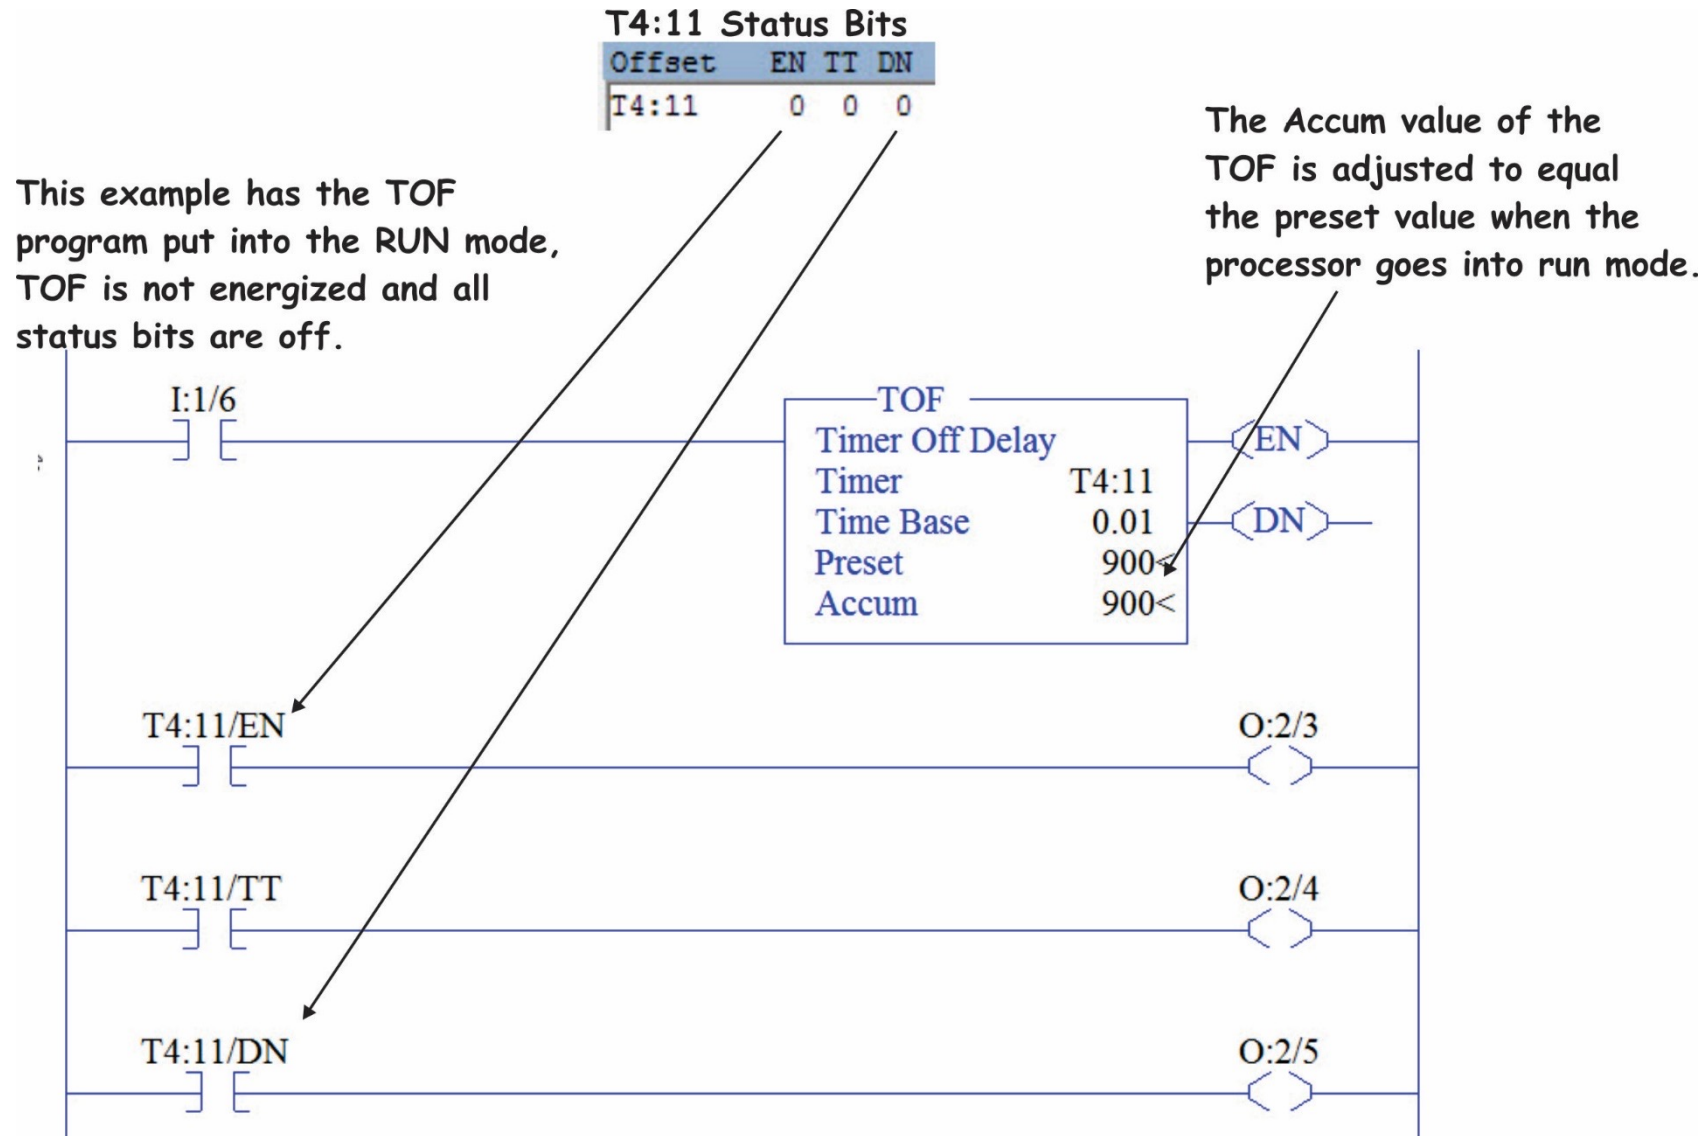 T4:11 Status Bits
Offset EN TT DN
T4:11 0 0 0
The Accum value of the
TOF is adjusted to equal
the preset value when the
processor goes into run mode.
This example has the TOF
program put into the RUN mode,
TOF is not energized and all
status bits are off.
I:1/6
TOF
Timer Off Delay
Timer T4:11
Time Base 0.01
Preset 900<
Accum 900<
EN
DN
T4:11/EN
O:2/3
T4:11/TT
O:2/4
T4:11/DN
O:2/5